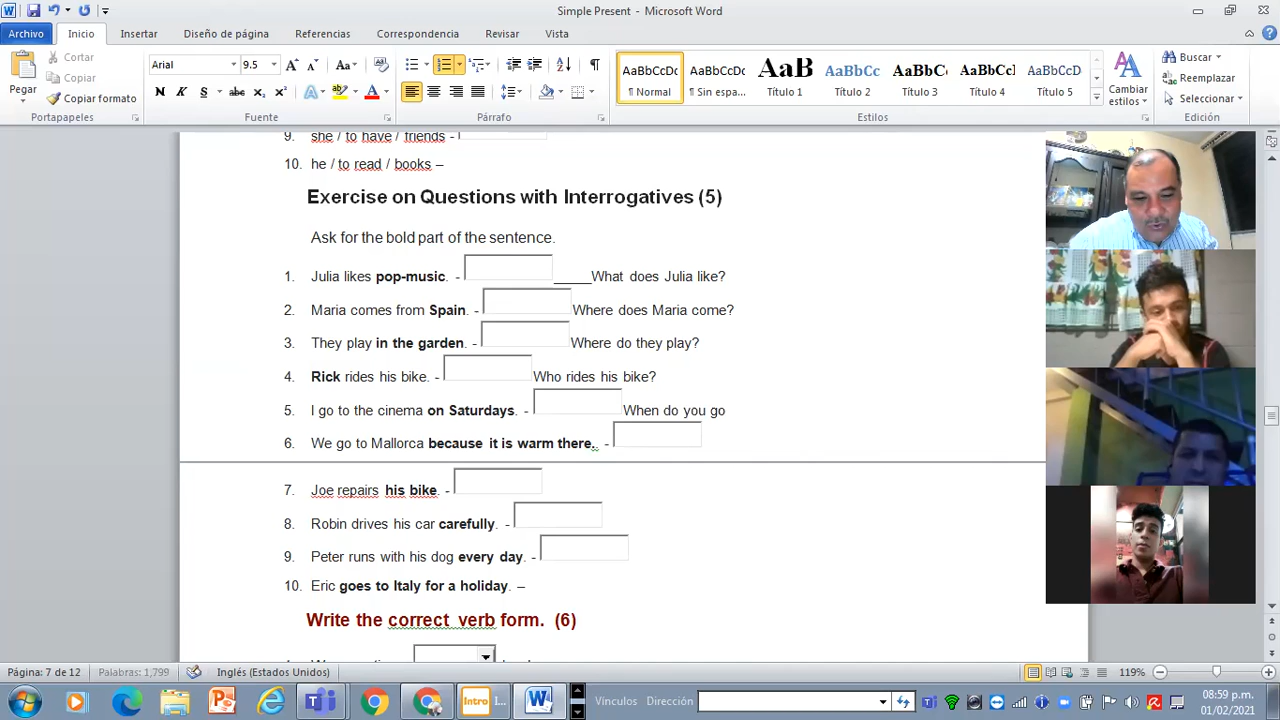 Simple Present - Microsoft Word
Archivo Inicio Insertar Diseño de página Referencias Correspondencia Revisar Vista
Pegar
Cortar
Copiar
Copiar formato
Portapapeles
Arial 9.5
Aa
N K S abc x₂ x²
Fuente
Párrafo
AaBbCcDc AaBbCcDc AaB AaBbCc AaBbCc AaBbCc AaBbCcD
¶ Normal ¶ Sin espa... Título 1 Título 2 Título 3 Título 4 Título 5
Cambiar estilos
Estilos
Buscar
Reemplazar
Seleccionar
Edición
9. she / to have / friends -
10. he / to read / books –
Exercise on Questions with Interrogatives (5)
Ask for the bold part of the sentence.
1. Julia likes pop-music. - _____What does Julia like?
2. Maria comes from Spain. - Where does Maria come?
3. They play in the garden. - Where do they play?
4. Rick rides his bike. - Who rides his bike?
5. I go to the cinema on Saturdays. - When do you go
6. We go to Mallorca because it is warm there. -
7. Joe repairs his bike. -
8. Robin drives his car carefully. -
9. Peter runs with his dog every day. -
10. Eric goes to Italy for a holiday. –
Write the correct verb form. (6)
Página: 7 de 12 Palabras: 1,799 Inglés (Estados Unidos) 119%
Intro
Vínculos Dirección
08:59 p.m.
01/02/2021